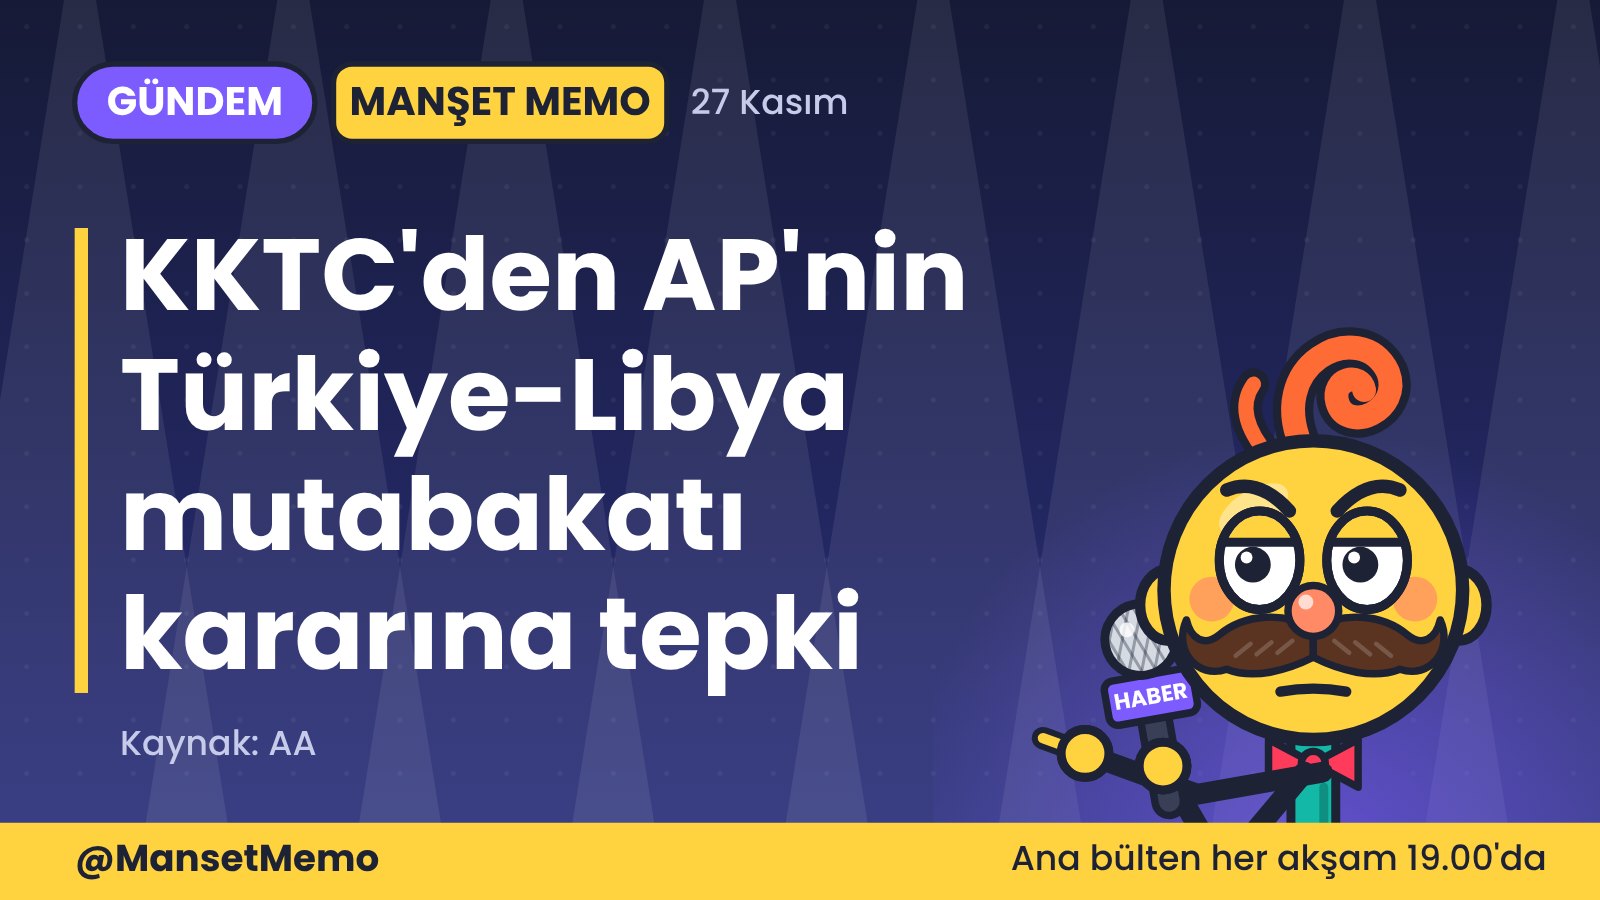 GÜNDEM MANŞET MEMO 27 Kasım
KKTC'den AP'nin
Türkiye-Libya
mutabakatı
kararına tepki
Kaynak: AA
HABER
@MansetMemo
Ana bülten her akşam 19.00'da